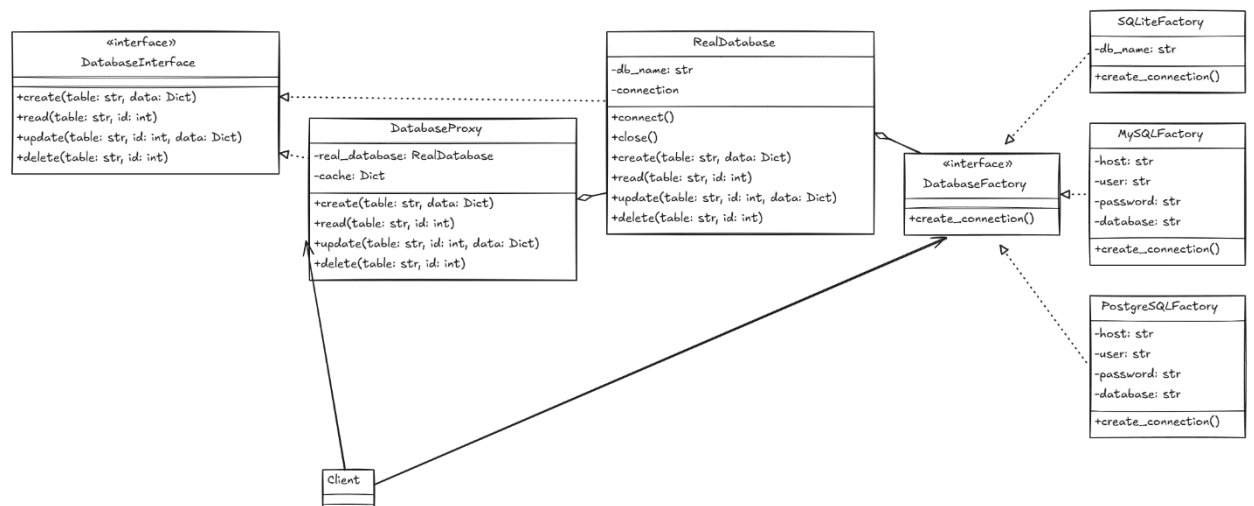 «interface»
DatabaseInterface
+create(table: str, data: Dict)
+read(table: str, id: int)
+update(table: str, id: int, data: Dict)
+delete(table: str, id: int)
DatabaseProxy
-real_database: RealDatabase
-cache: Dict
+create(table: str, data: Dict)
+read(table: str, id: int)
+update(table: str, id: int, data: Dict)
+delete(table: str, id: int)
RealDatabase
-db_name: str
-connection
+connect()
+close()
+create(table: str, data: Dict)
+read(table: str, id: int)
+update(table: str, id: int, data: Dict)
+delete(table: str, id: int)
«interface»
DatabaseFactory
+create_connection()
SQLiteFactory
-db_name: str
+create_connection()
MySQLFactory
-host: str
-user: str
-password: str
-database: str
+create_connection()
PostgreSQLFactory
-host: str
-user: str
-password: str
-database: str
+create_connection()
Client